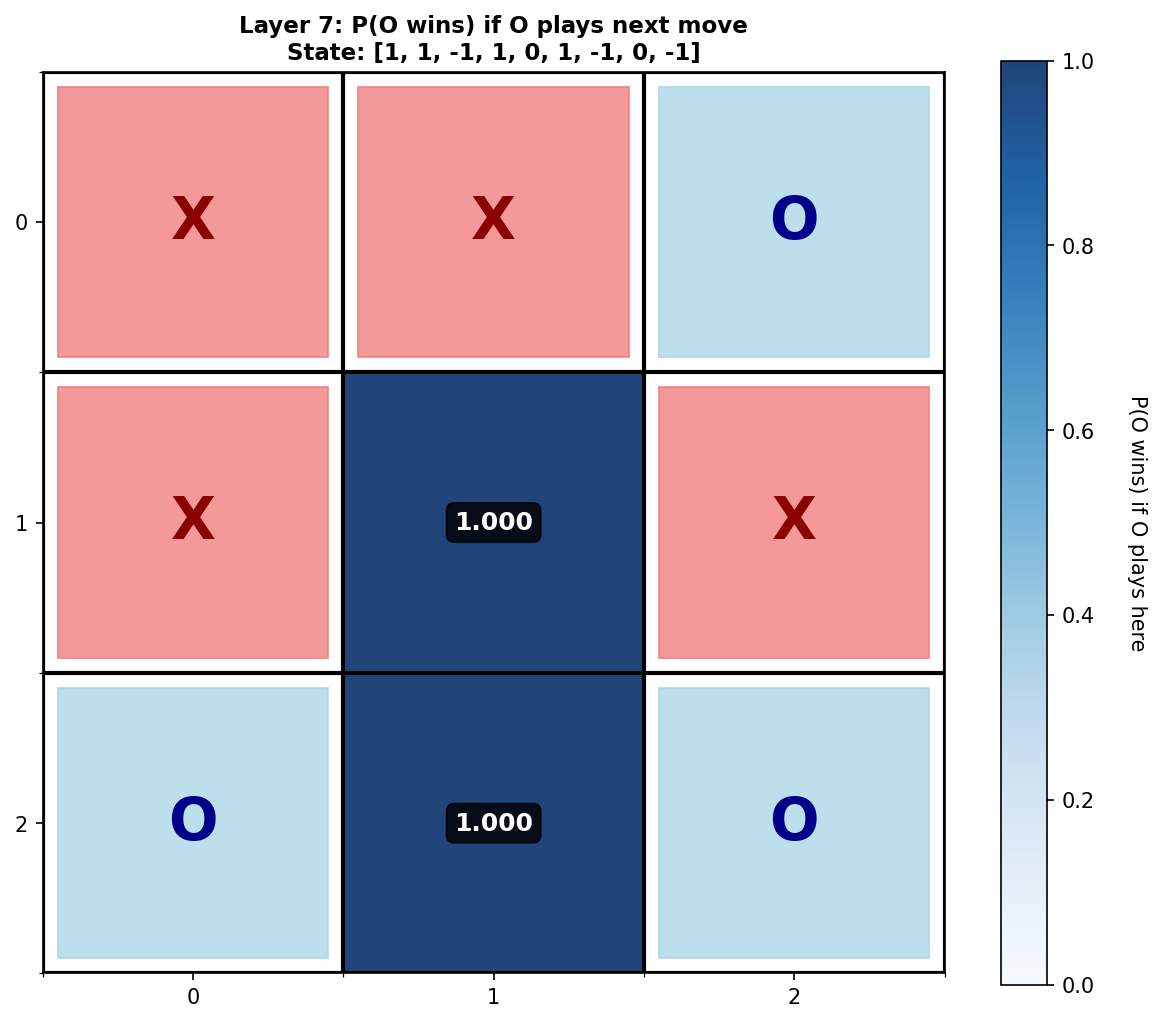 Layer 7: P(O wins) if O plays next move
State: [1, 1, -1, 1, 0, 1, -1, 0, -1]
X X O
X 1.000 X
O 1.000 O
0
1
2
0 1 2
1.0
0.8
0.6
0.4
0.2
0.0
P(O wins) if O plays here